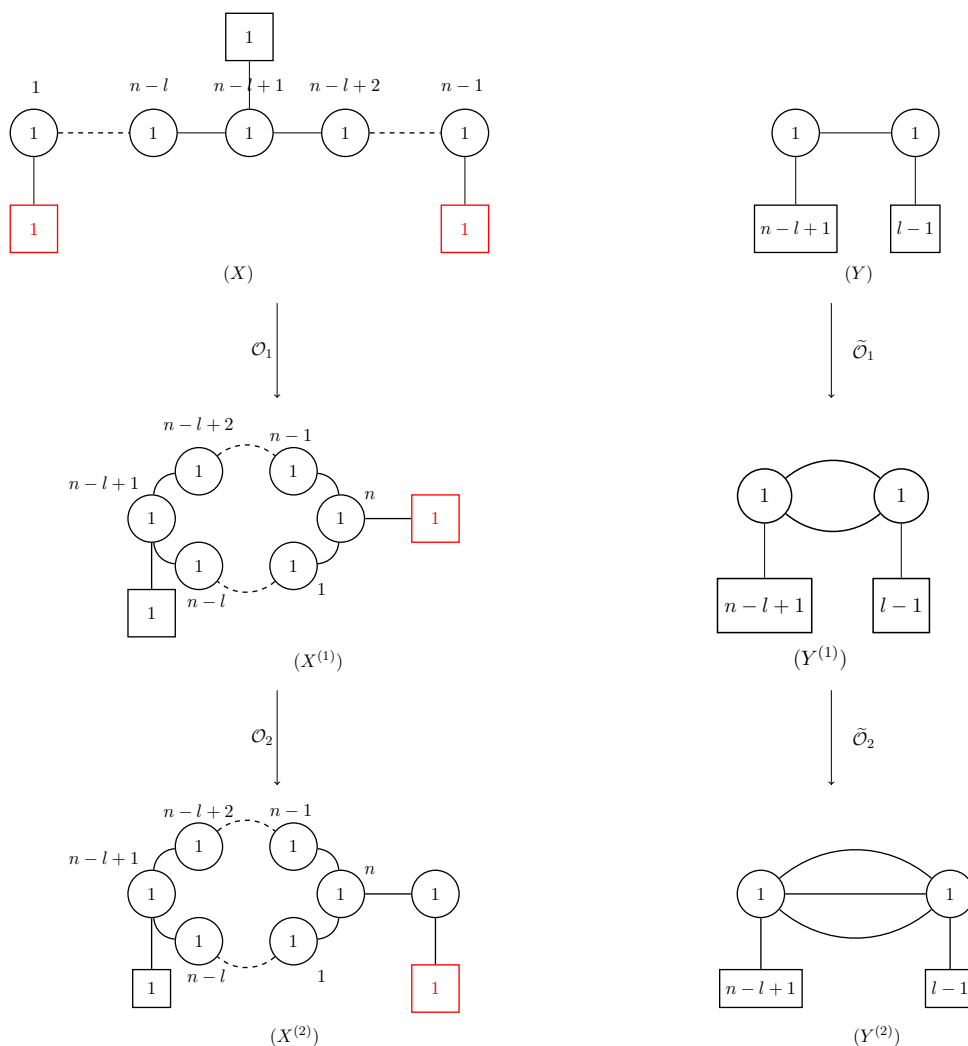 1
1 n − l n − l + 1 n − l + 2 n − 1
1 1 1 1 1 1 1
1 1 n − l + 1 l − 1
(X) (Y)
𝒪₁ 𝒪̃₁
n − l + 2 n − 1
n − l + 1 1 1 n 1 1
1 1 1
1 1
n − l 1
1 n − l + 1 l − 1
(X⁽¹⁾) (Y⁽¹⁾)
𝒪₂ 𝒪̃₂
n − l + 2 n − 1
n − l + 1 1 1 n
1 1 1 1 1
1 1
n − l 1
1 1 n − l + 1 l − 1
(X⁽²⁾) (Y⁽²⁾)